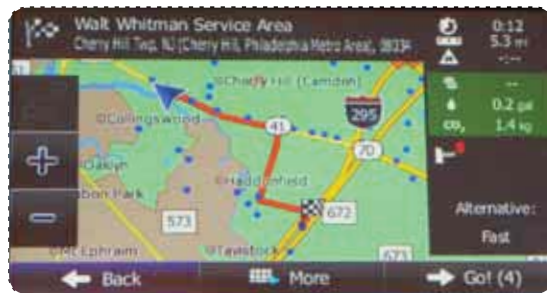 Walt Whitman Service Area
Cherry Hill Twp, NJ (Cherry Hill, Philadelphia Metro Area), 08034
0:12
5.3 mi
-:--
--
0.2 gal
CO₂ 1.4 kg
Alternative:
Fast
Cherry Hill (Camden)
Collingswood
41
295
70
Oaklyn
Haddonfield
672
573
Tavistock
673
Back
More
Go! (4)